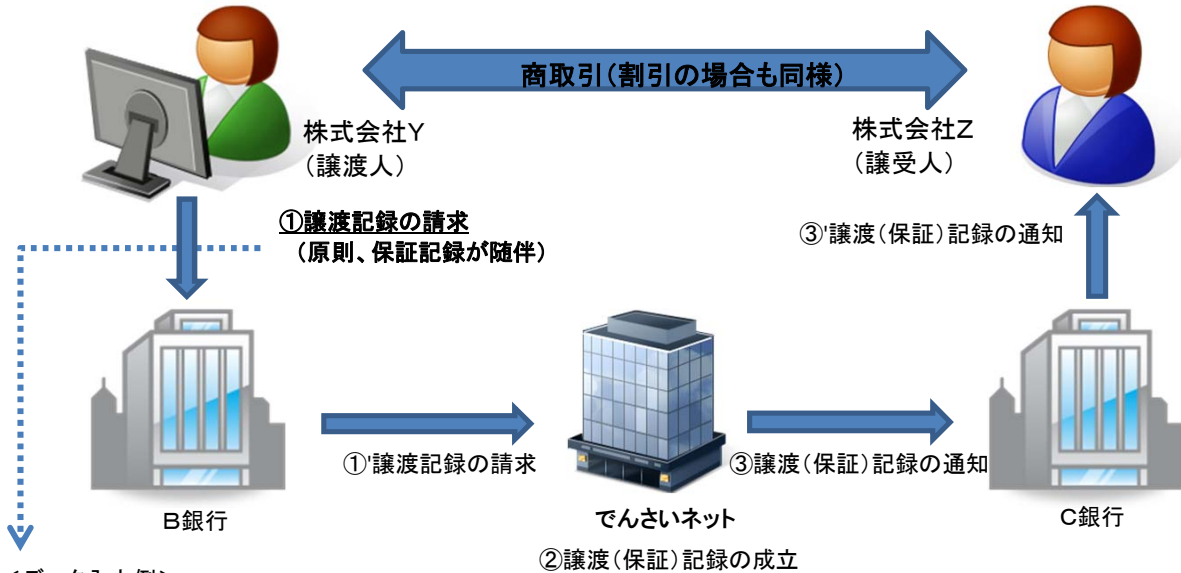 商取引(割引の場合も同様)
株式会社Y
(譲渡人)
株式会社Z
(譲受人)
①譲渡記録の請求
(原則、保証記録が随伴)
③'譲渡(保証)記録の通知
①'譲渡記録の請求
③譲渡(保証)記録の通知
B銀行
でんさいネット
C銀行
②譲渡(保証)記録の成立